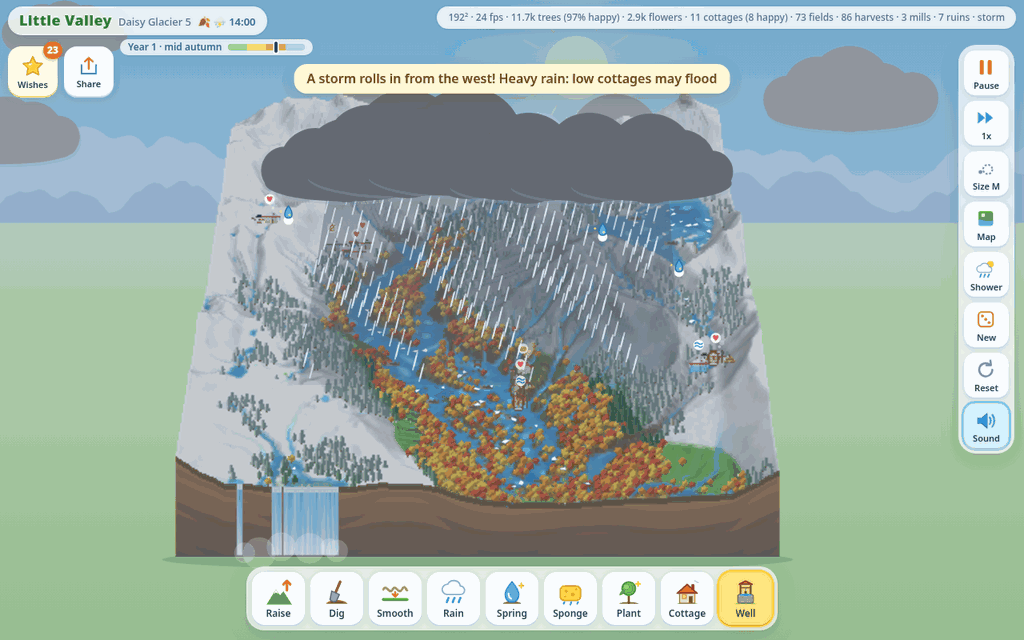 Little Valley Daisy Glacier 5 14:00
192² · 24 fps · 11.7k trees (97% happy) · 2.9k flowers · 11 cottages (8 happy) · 73 fields · 86 harvests · 3 mills · 7 ruins · storm
Year 1 · mid autumn
23
Wishes
Share
A storm rolls in from the west! Heavy rain: low cottages may flood
Pause
1x
Size M
Map
Shower
New
Reset
Sound
Raise
Dig
Smooth
Rain
Spring
Sponge
Plant
Cottage
Well